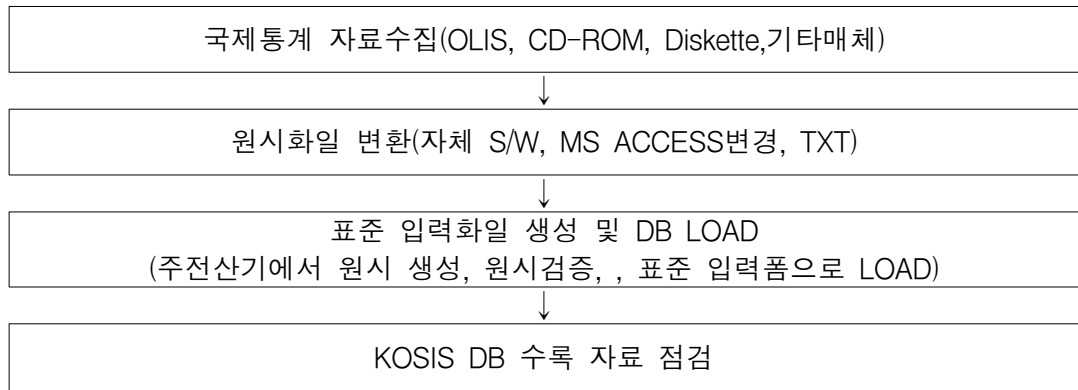 국제통계 자료수집(OLIS, CD-ROM, Diskette,기타매체)
원시화일 변환(자체 S/W, MS ACCESS변경, TXT)
표준 입력화일 생성 및 DB LOAD
(주전산기에서 원시 생성, 원시검증, , 표준 입력폼으로 LOAD)
KOSIS DB 수록 자료 점검